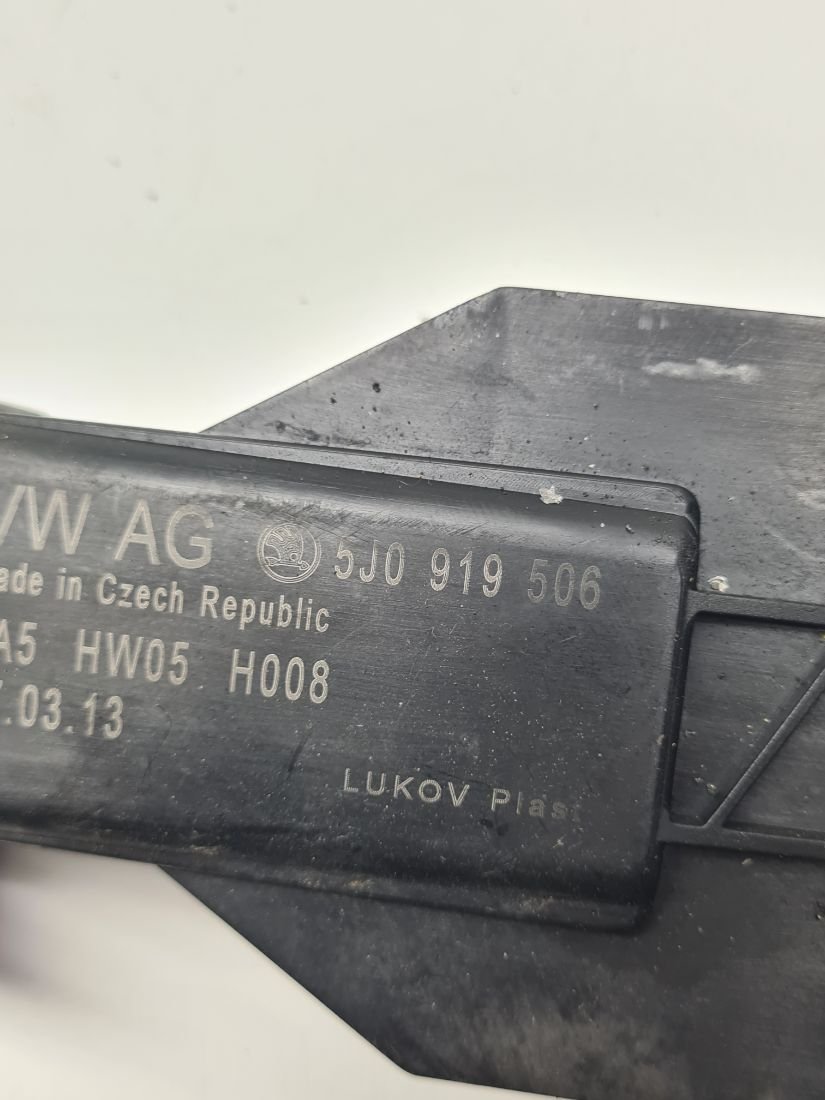 VW AG 5J0 919 506
ade in Czech Republic
A5 HW05 H008
.03.13
LUKOV Plas